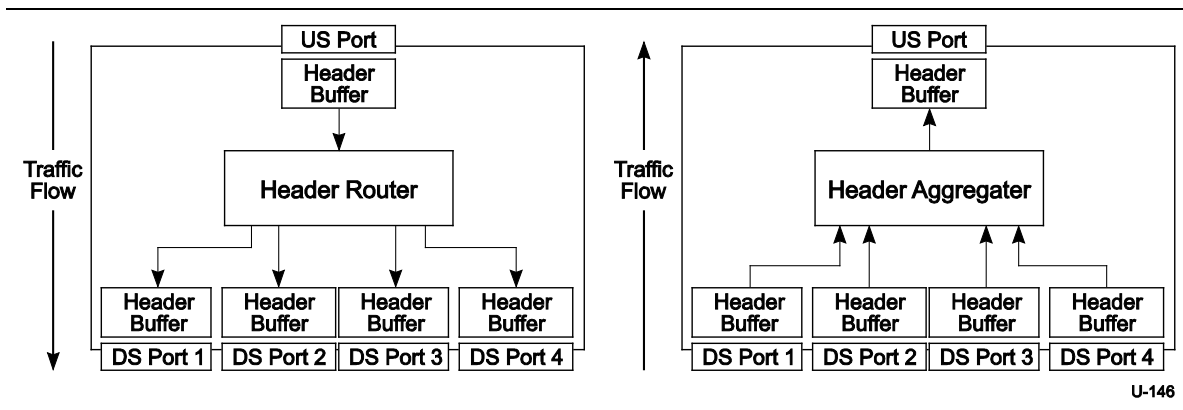 US Port
Header
Buffer
Traffic
Flow
Header Router
Header
Buffer
Header
Buffer
Header
Buffer
Header
Buffer
DS Port 1
DS Port 2
DS Port 3
DS Port 4
US Port
Header
Buffer
Traffic
Flow
Header Aggregater
Header
Buffer
Header
Buffer
Header
Buffer
Header
Buffer
DS Port 1
DS Port 2
DS Port 3
DS Port 4
U-146